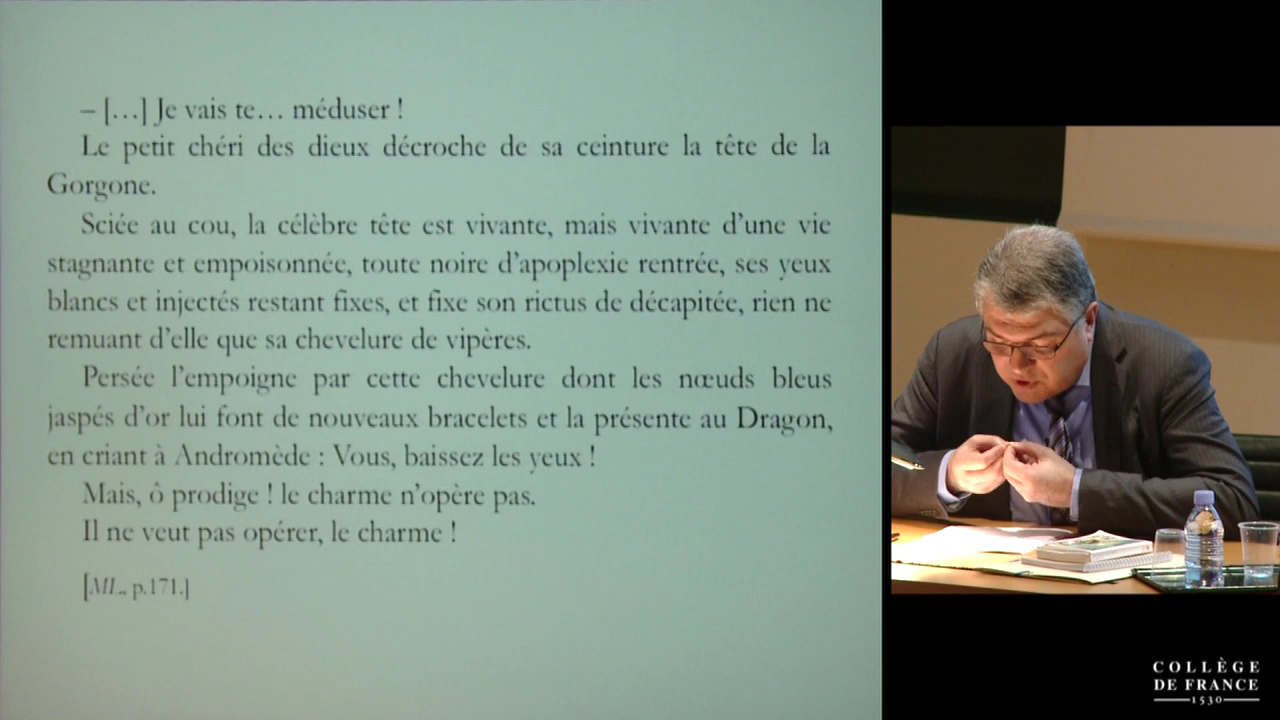 – […] Je vais te… méduser !
Le petit chéri des dieux décroche de sa ceinture la tête de la
Gorgone.
Sciée au cou, la célèbre tête est vivante, mais vivante d’une vie
stagnante et empoisonnée, toute noire d’apoplexie rentrée, ses yeux
blancs et injectés restant fixes, et fixe son rictus de décapitée, rien ne
remuant d’elle que sa chevelure de vipères.
Persée l’empoigne par cette chevelure dont les nœuds bleus
jaspés d’or lui font de nouveaux bracelets et la présente au Dragon,
en criant à Andromède : Vous, baissez les yeux !
Mais, ô prodige ! le charme n’opère pas.
Il ne veut pas opérer, le charme !
[ML, p.171.]
COLLÈGE
DE FRANCE
1530